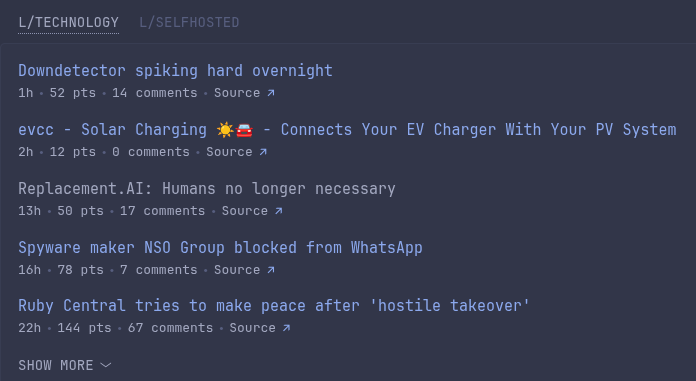 L/TECHNOLOGY L/SELFHOSTED
Downdetector spiking hard overnight
1h • 52 pts • 14 comments • Source ↗
evcc - Solar Charging ☀️🚘 - Connects Your EV Charger With Your PV System
2h • 12 pts • 0 comments • Source ↗
Replacement.AI: Humans no longer necessary
13h • 50 pts • 17 comments • Source ↗
Spyware maker NSO Group blocked from WhatsApp
16h • 78 pts • 7 comments • Source ↗
Ruby Central tries to make peace after 'hostile takeover'
22h • 144 pts • 67 comments • Source ↗
SHOW MORE